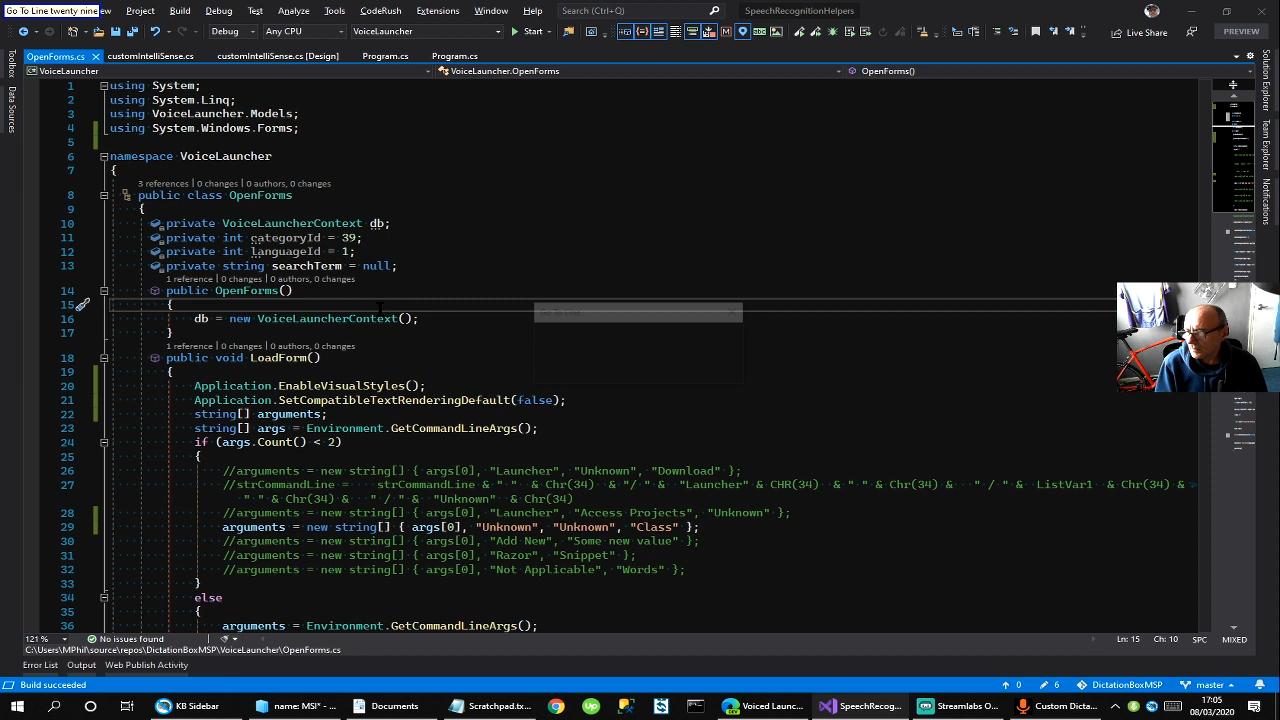 Go To Line twenty nine
Project
Build
Debug
Test
Analyze
Tools
CodeRush
Extensions
Window
Help
Search (Ctrl+Q)
SpeechRecognitionHelpers
Debug
Any CPU
VoiceLauncher
Start
Live Share
PREVIEW
OpenForms.cs
customIntelliSense.cs
customIntelliSense.cs [Design]
Program.cs
Program.cs
VoiceLauncher
VoiceLauncher.OpenForms
OpenForms()
Toolbox
Data Sources
Solution Explorer
Team Explorer
Notifications
1 using System;
2 using System.Linq;
3 using VoiceLauncher.Models;
4 using System.Windows.Forms;
5
6 namespace VoiceLauncher
7 {
3 references | 0 changes | 0 authors, 0 changes
8 public class OpenForms
9 {
10 private VoiceLauncherContext db;
11 private int categoryId = 39;
12 private int languageId = 1;
13 private string searchTerm = null;
1 reference | 0 changes | 0 authors, 0 changes
14 public OpenForms()
15 {
Go To Line
16 db = new VoiceLauncherContext();
17 }
1 reference | 0 changes | 0 authors, 0 changes
18 public void LoadForm()
19 {
20 Application.EnableVisualStyles();
21 Application.SetCompatibleTextRenderingDefault(false);
22 string[] arguments;
23 string[] args = Environment.GetCommandLineArgs();
24 if (args.Count() < 2)
25 {
26 //arguments = new string[] { args[0], "Launcher", "Unknown", "Download" };
27 //strCommandLine = strCommandLine & " " & Chr(34) & "/ " & "Launcher" & CHR(34) & " " & Chr(34) & " / " & ListVar1 & Chr(34) &
" " & Chr(34) & " / " & "Unknown" & Chr(34)
28 //arguments = new string[] { args[0], "Launcher", "Access Projects", "Unknown" };
29 arguments = new string[] { args[0], "Unknown", "Unknown", "Class" };
30 //arguments = new string[] { args[0], "Add New", "Some new value" };
31 //arguments = new string[] { args[0], "Razor", "Snippet" };
32 //arguments = new string[] { args[0], "Not Applicable", "Words" };
33 }
34 else
35 {
36 arguments = Environment.GetCommandLineArgs();
121 %
No issues found
Ln: 15
Ch: 10
SPC
MIXED
C:\Users\MPhil\source\repos\DictationBoxMSP\VoiceLauncher\OpenForms.cs
Error List
Output
Web Publish Activity
Build succeeded
0
6
DictationBoxMSP
master
KB Sidebar
name: MSI*- ...
Documents
Scratchpad.tx...
Up
Voiced Launc...
SpeechRecog...
Streamlabs O...
Custom Dicta...
17:05
08/03/2020